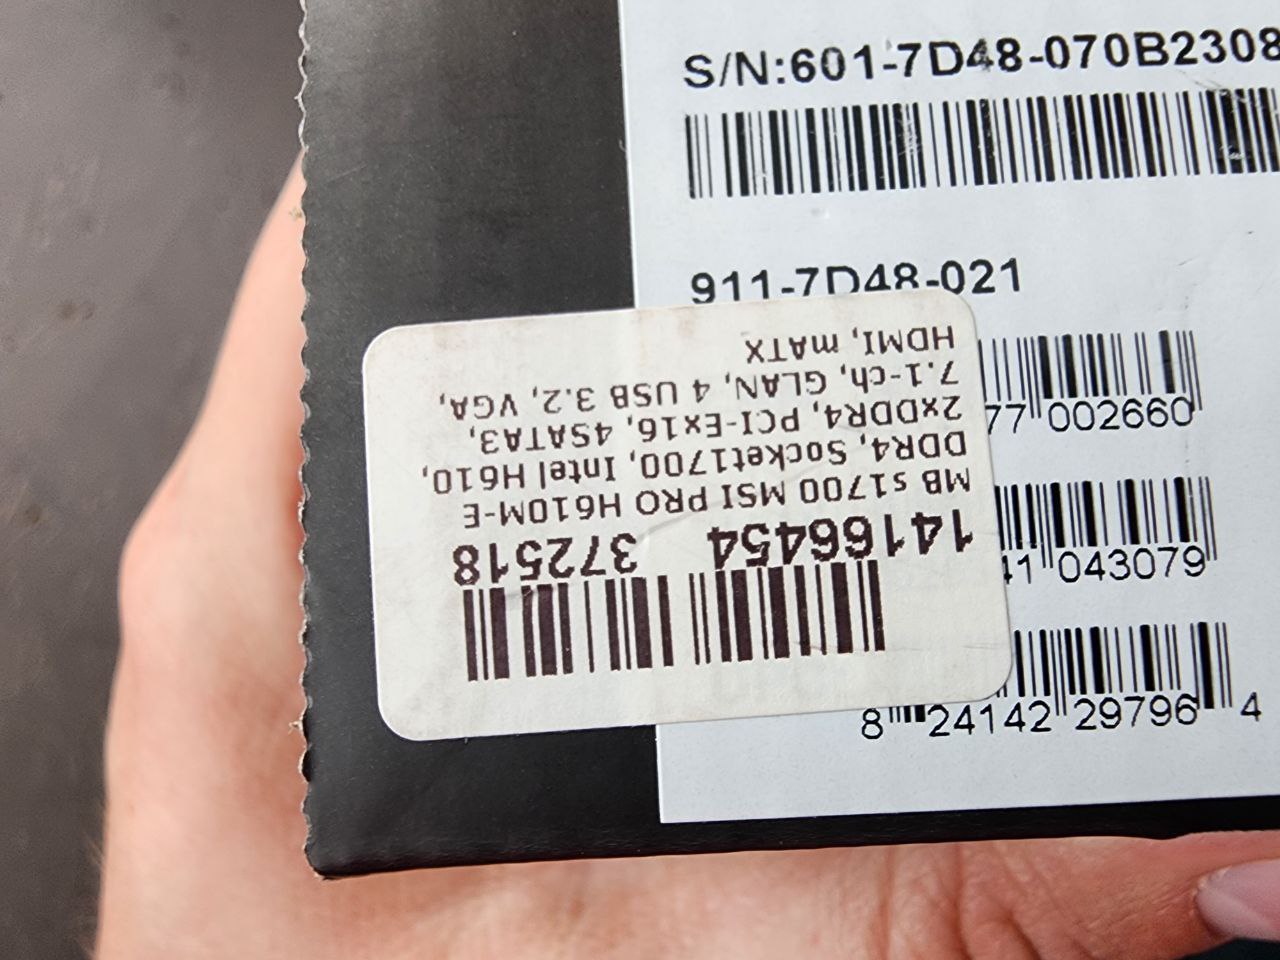 S/N:601-7D48-070B2308
911-7D48-021
77 002660
41 043079
8 24142 29796 4
14166454 372518
MB s1700 MSI PRO H610M-E
DDR4, Socket1700, Intel H610,
2xDDR4, PCI-Ex16, 4SATA3,
7.1-ch, GLAN, 4 USB 3.2, VGA,
HDMI, mATX